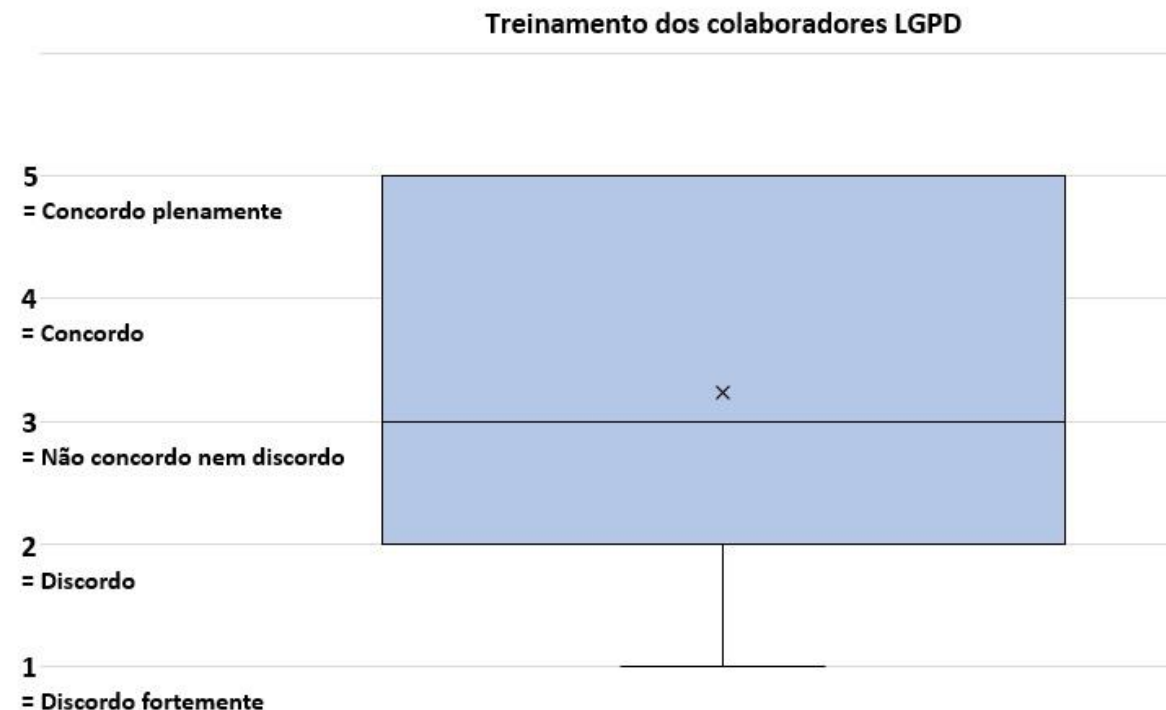 Treinamento dos colaboradores LGPD
5
= Concordo plenamente
4
= Concordo
3
= Não concordo nem discordo
2
= Discordo
1
= Discordo fortemente